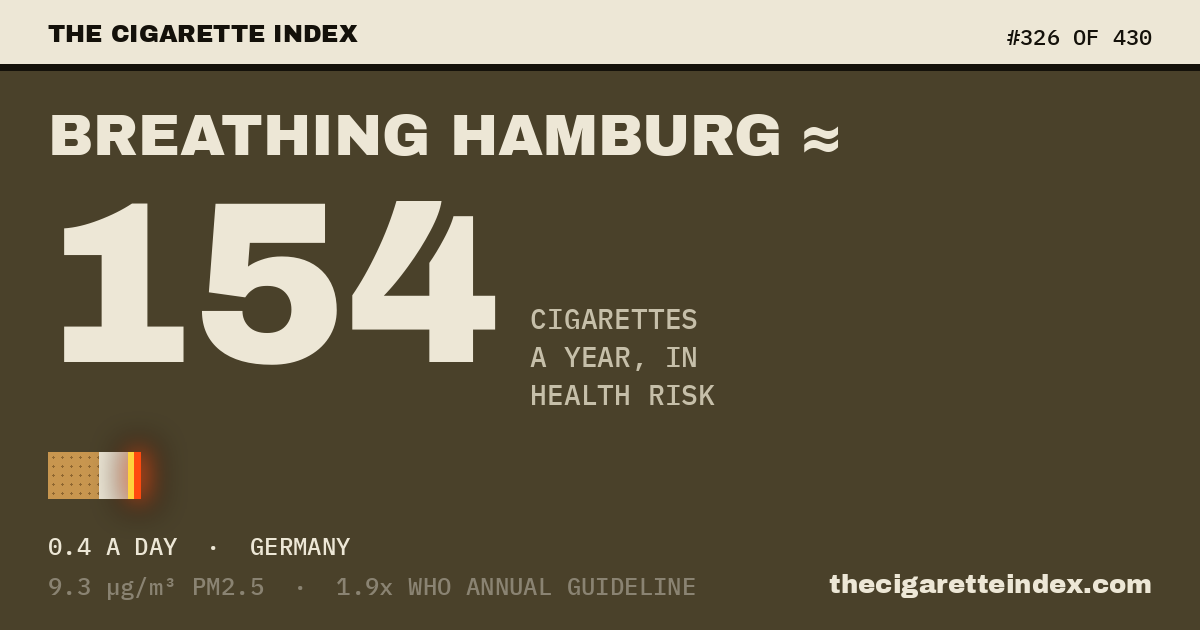 THE CIGARETTE INDEX
#326 OF 430
BREATHING HAMBURG ≈
154
CIGARETTES
A YEAR, IN
HEALTH RISK
0.4 A DAY · GERMANY
9.3 µg/m³ PM2.5 · 1.9x WHO ANNUAL GUIDELINE
thecigaretteindex.com